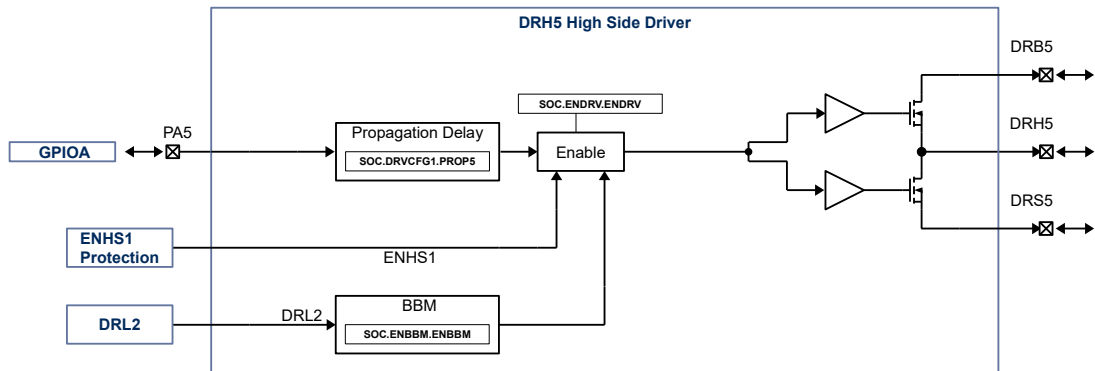 DRH5 High Side Driver
DRB5
SOC.ENDRV.ENDRV
PA5
Propagation Delay
DRH5
GPIOA
SOC.DRVCFG1.PROP5
Enable
DRS5
ENHS1
Protection
ENHS1
DRL2
DRL2
BBM
SOC.ENBBM.ENBBM